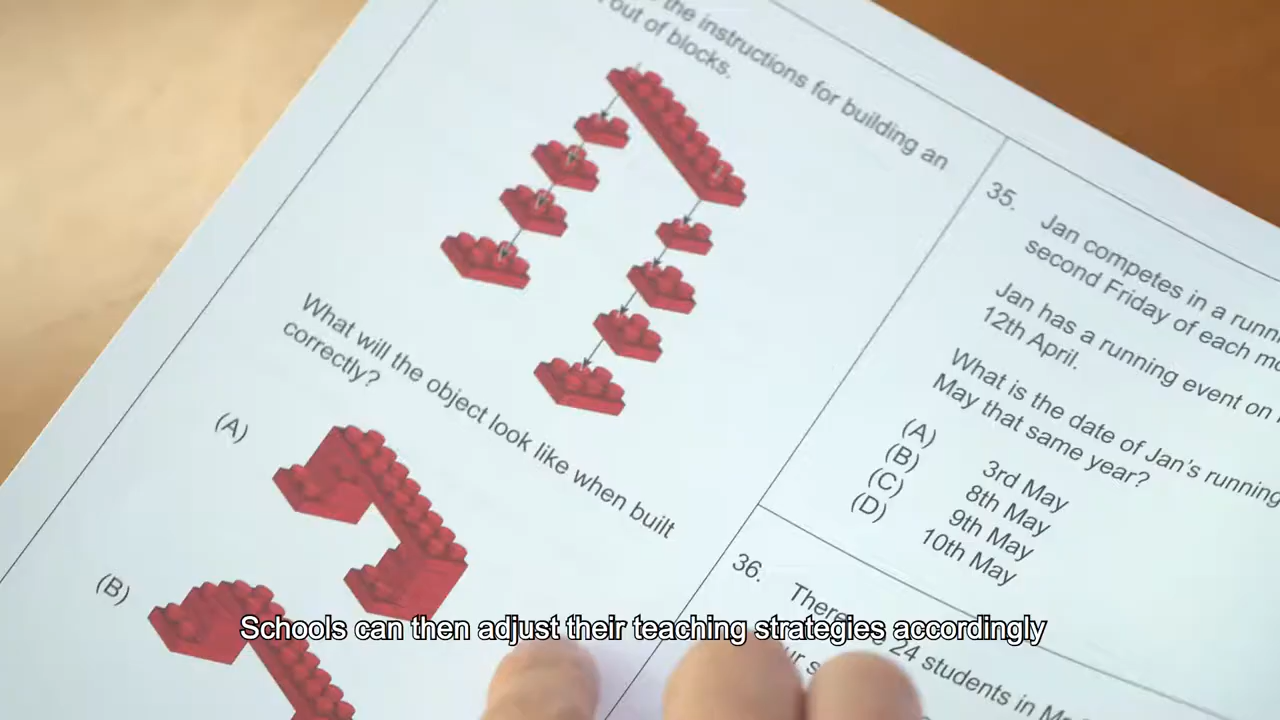 the instructions for building an
out of blocks.
What will the object look like when built
correctly?
(A)
(B)
35.
Jan competes in a
second Friday of each
Jan has a running event on
12th April.
What is the date of Jan's running
May that same year?
(A) 3rd May
(B) 8th May
(C) 9th May
(D) 10th May
36.
24 students in
Schools can then adjust their teaching strategies accordingly